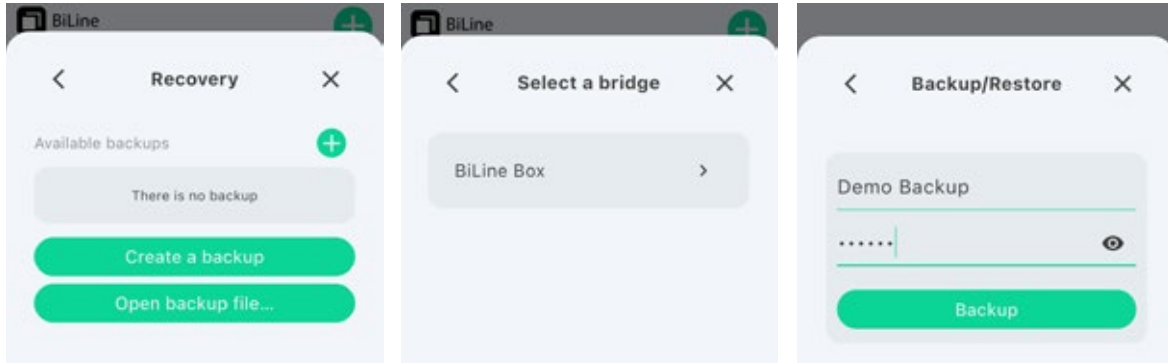 BiLine
Recovery
Available backups
There is no backup
Create a backup
Open backup file...
BiLine
Select a bridge
BiLine Box
Backup/Restore
Demo Backup
••••••
Backup